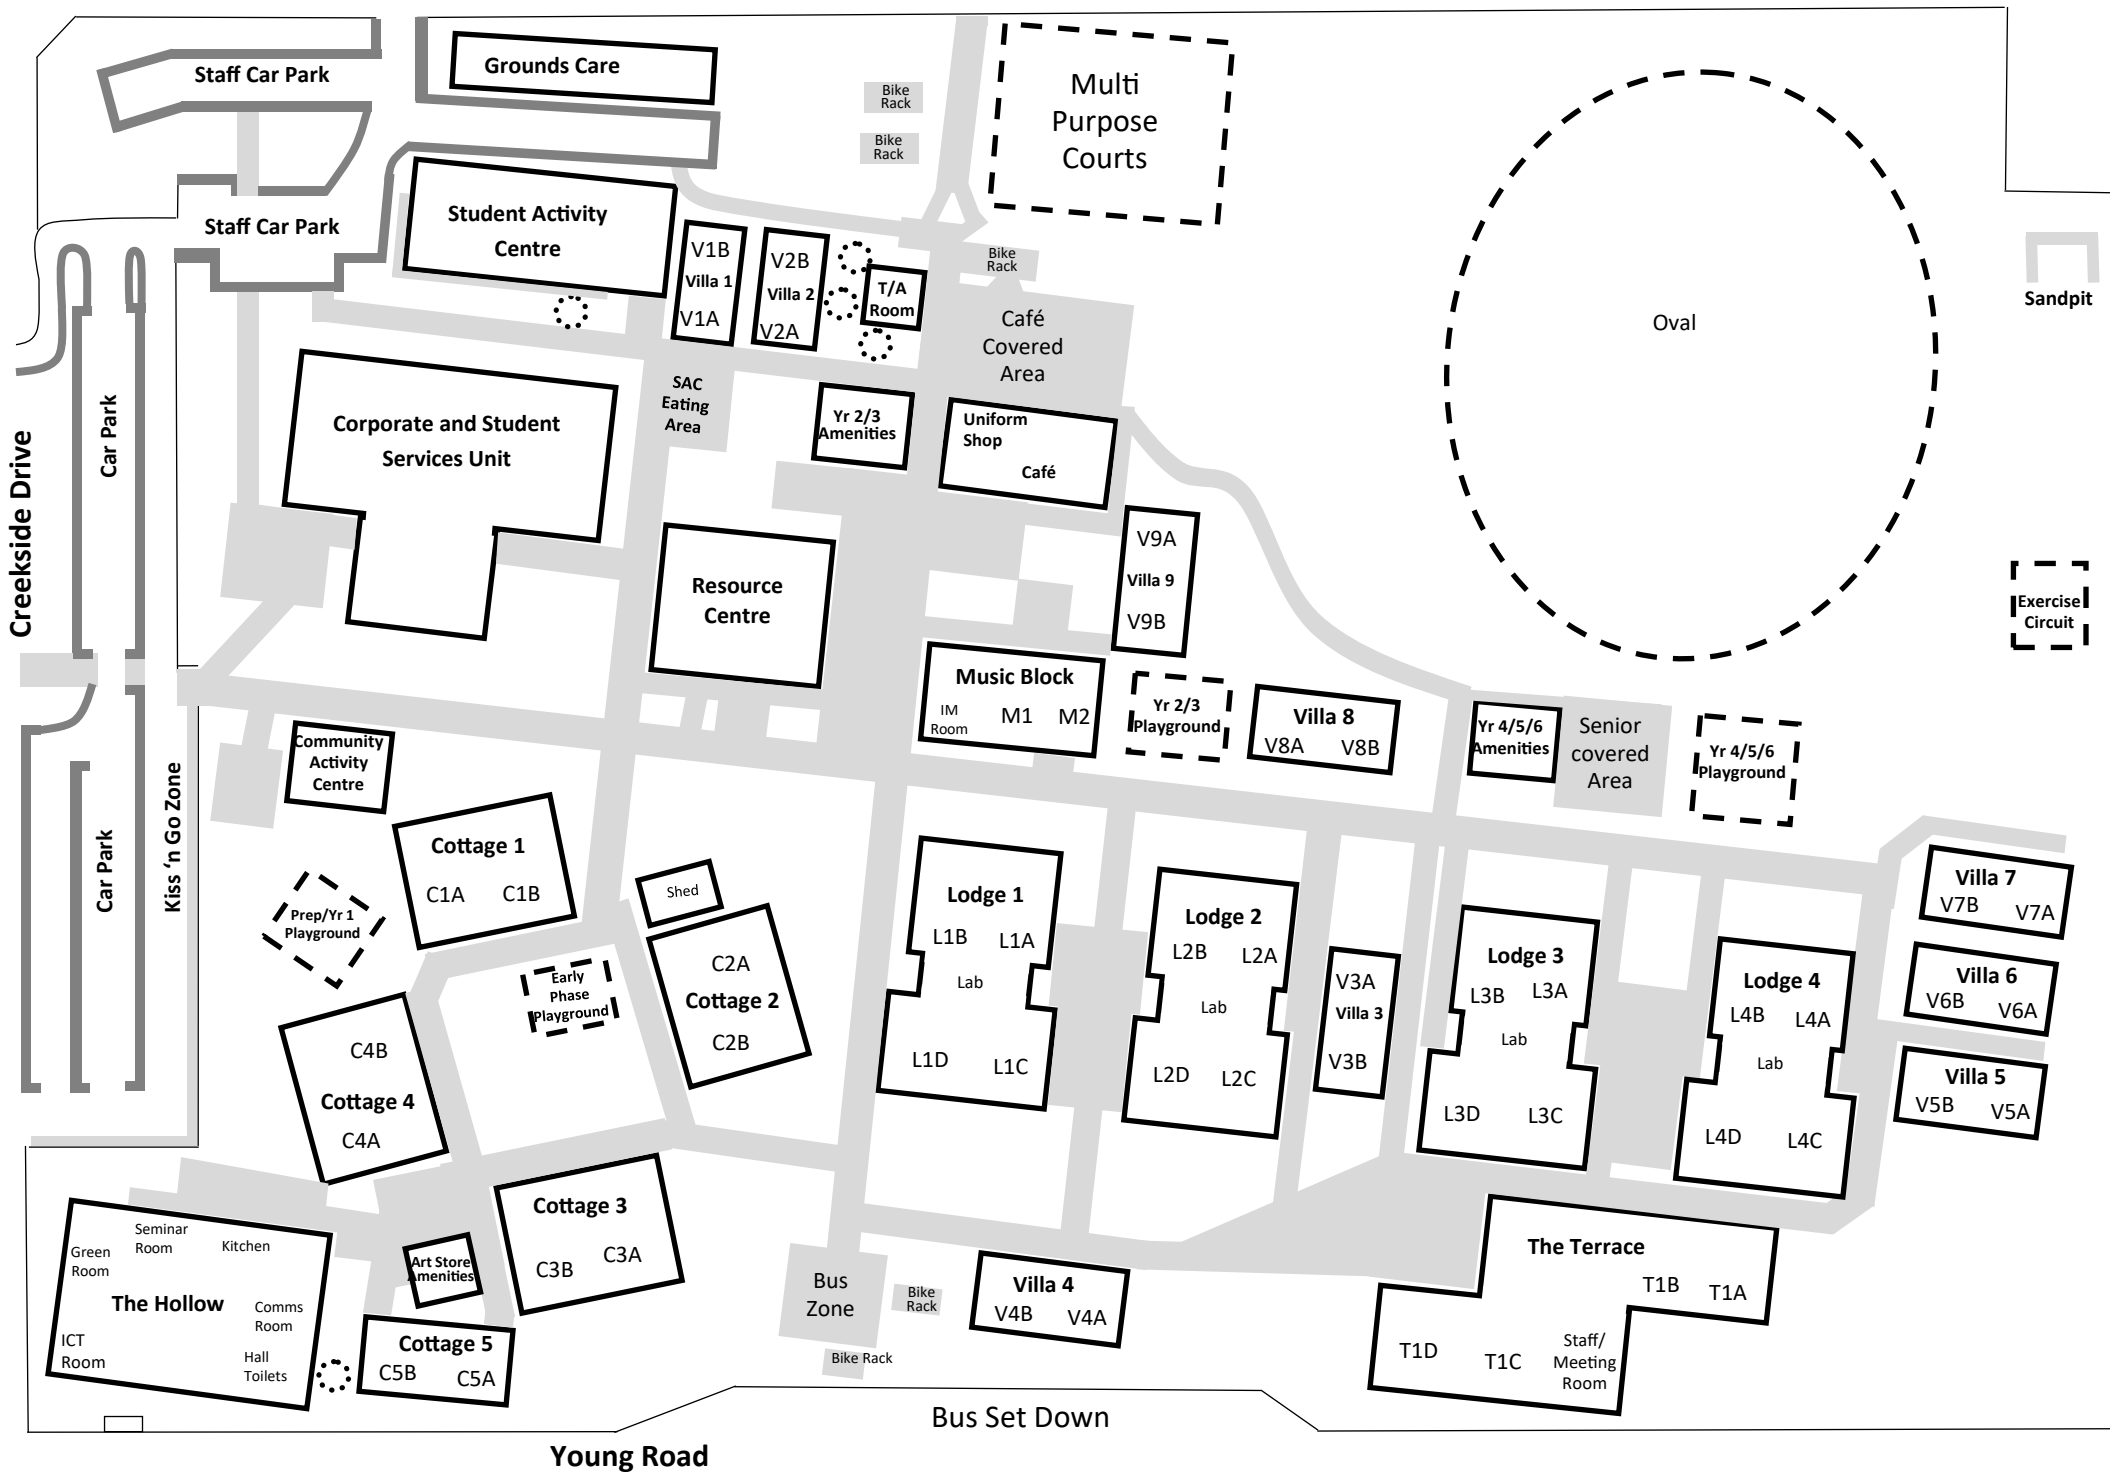 Staff Car Park
Grounds Care
Bike
Rack
Bike
Rack
Multi
Purpose
Courts
Staff Car Park
Student Activity
Centre
V1B
Villa 1
V1A
V2B
Villa 2
V2A
T/A
Room
Bike
Rack
Café
Covered
Area
Oval
Sandpit
Creekside Drive
Car Park
Corporate and Student
Services Unit
SAC
Eating
Area
Yr 2/3
Amenities
Uniform
Shop
Café
Resource
Centre
V9A
Villa 9
V9B
Exercise
Circuit
Music Block
IM
Room
M1
M2
Yr 2/3
Playground
Villa 8
V8A
V8B
Yr 4/5/6
Amenities
Senior
covered
Area
Yr 4/5/6
Playground
Car Park
Kiss ‘n Go Zone
Community
Activity
Centre
Cottage 1
C1A
C1B
Prep/Yr 1
Playground
Shed
Early
Phase
Playground
C2A
Cottage 2
C2B
Lodge 1
L1B
L1A
Lab
L1D
L1C
Lodge 2
L2B
L2A
Lab
L2D
L2C
V3A
Villa 3
V3B
Lodge 3
L3B
L3A
Lab
L3D
L3C
Lodge 4
L4B
L4A
Lab
L4D
L4C
Villa 7
V7B
V7A
Villa 6
V6B
V6A
Villa 5
V5B
V5A
C4B
Cottage 4
C4A
Cottage 3
C3B
C3A
Art Store
Amenities
Seminar
Room
Green
Room
Kitchen
The Hollow
Comms
Room
ICT
Room
Hall
Toilets
Cottage 5
C5B
C5A
Bus
Zone
Bike
Rack
Bike Rack
Villa 4
V4B
V4A
The Terrace
T1B
T1A
T1D
T1C
Staff/
Meeting
Room
Bus Set Down
Young Road